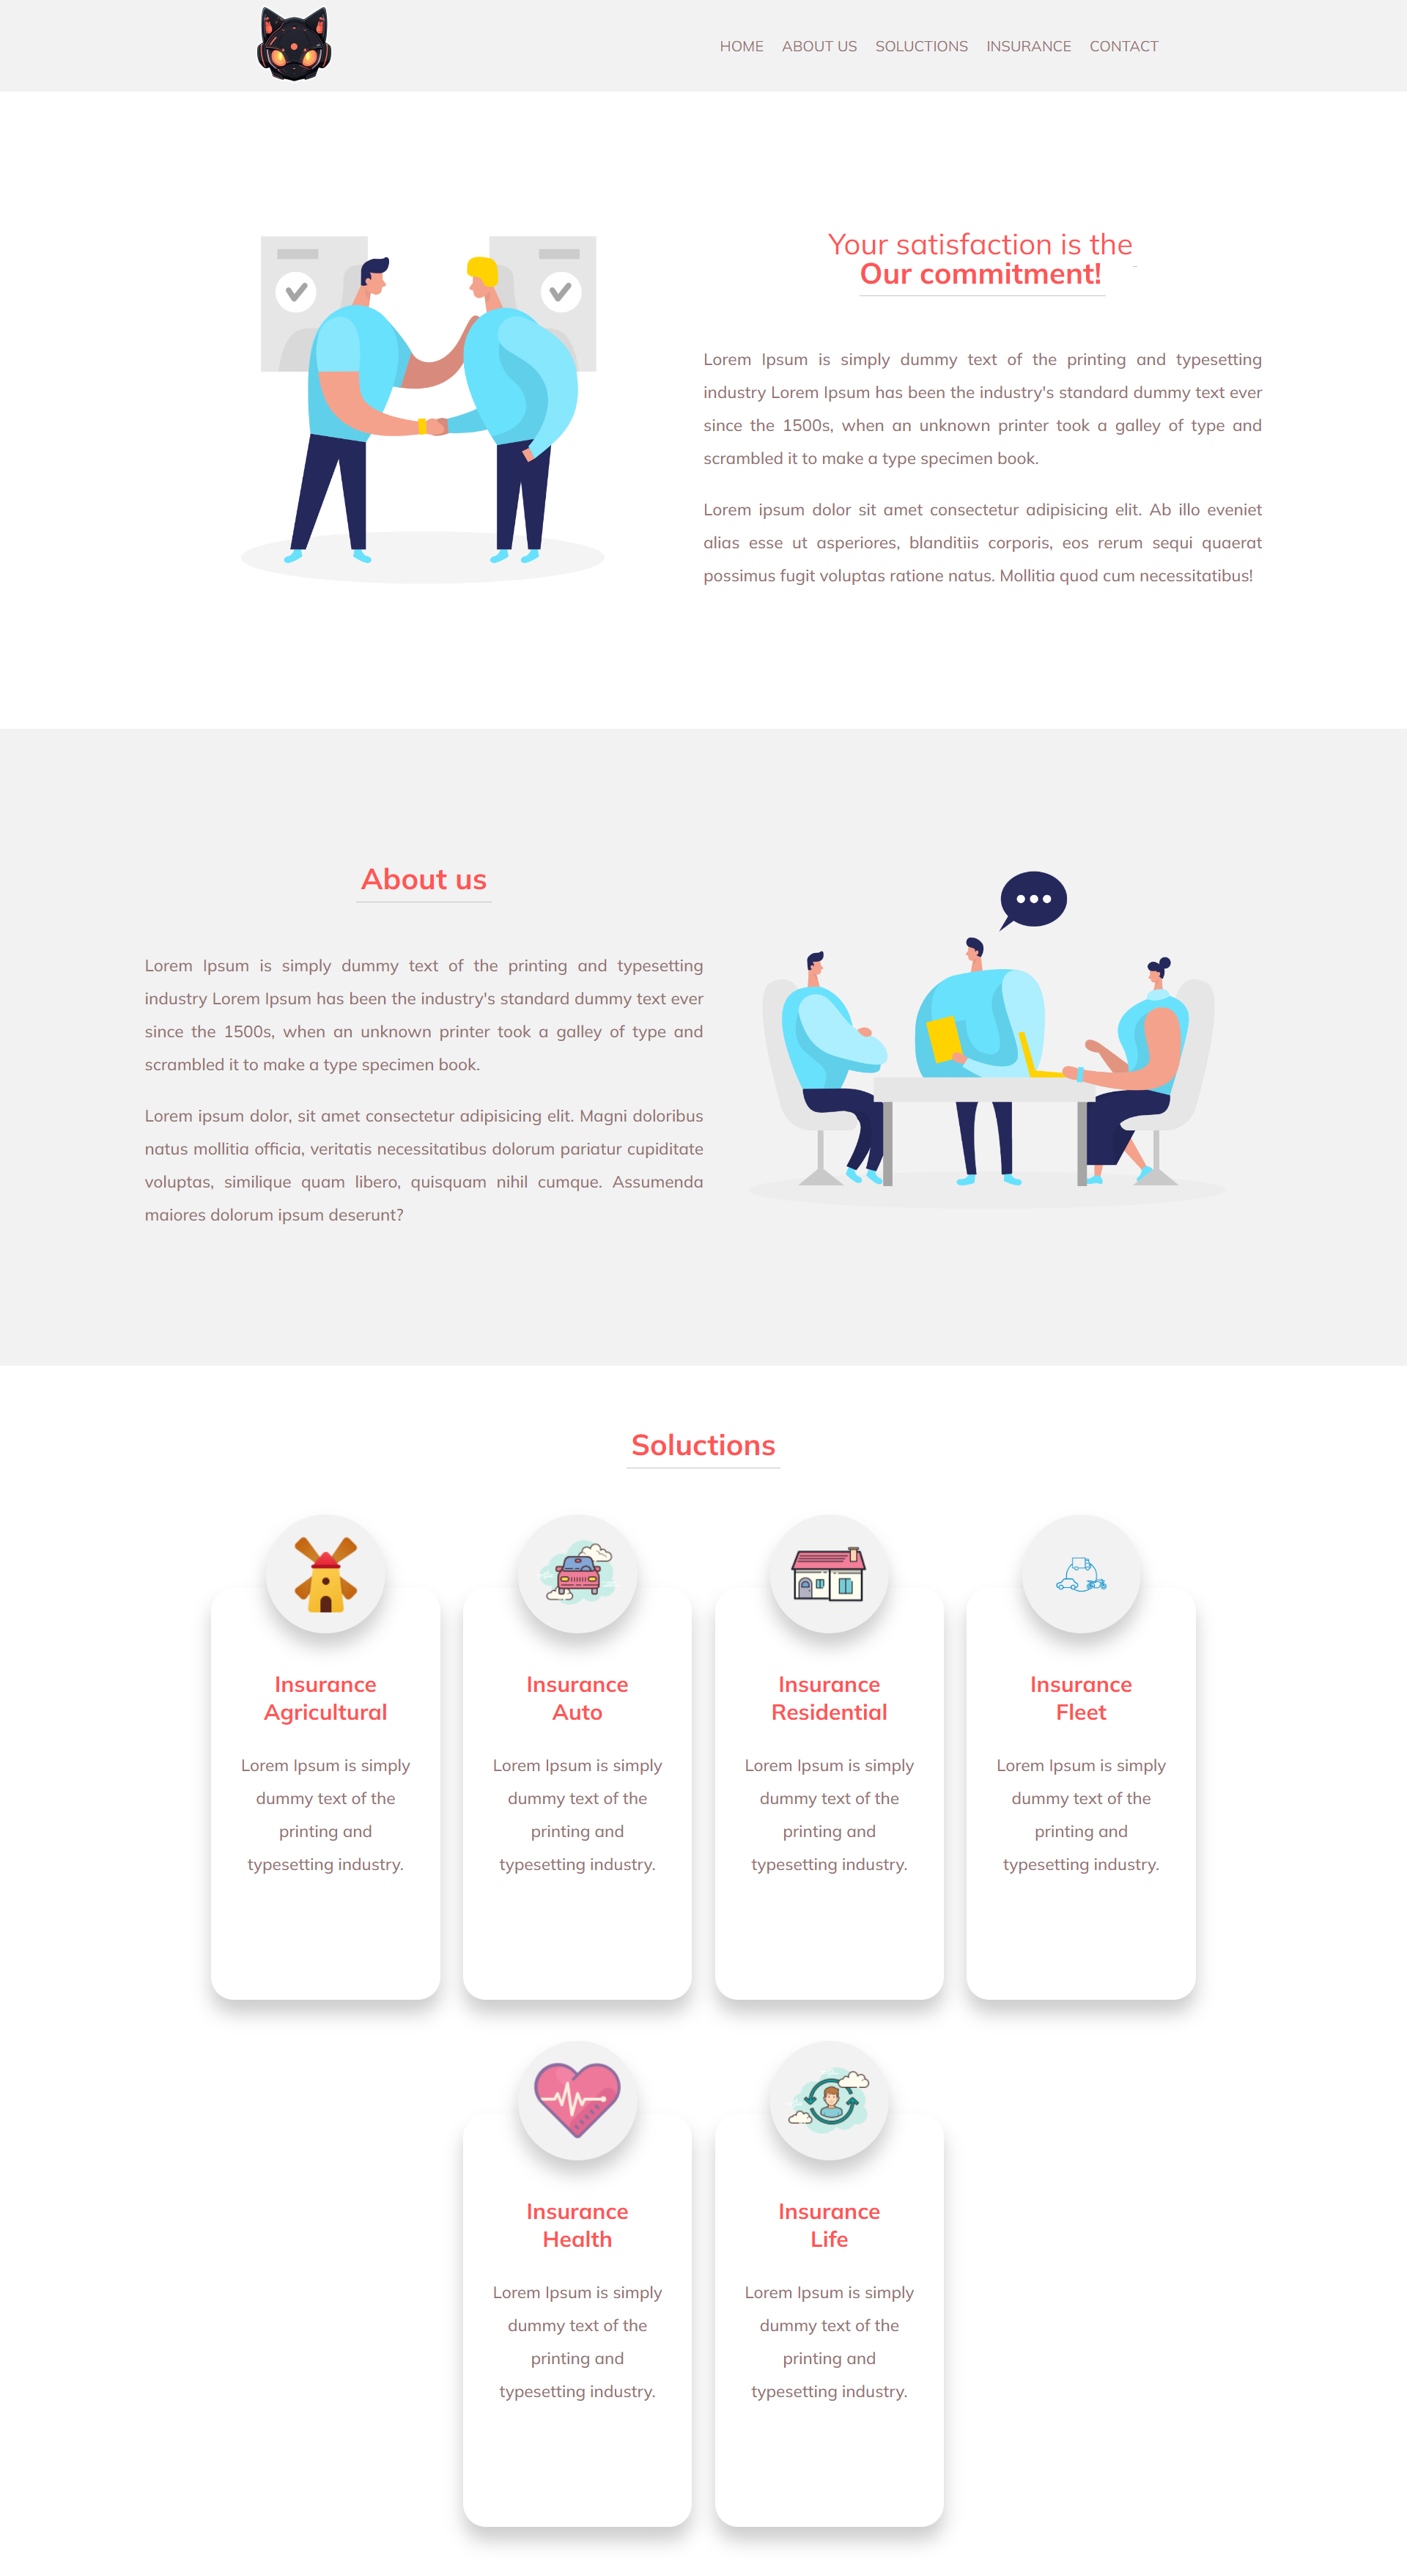 HOME ABOUT US SOLUCTIONS INSURANCE CONTACT
Your satisfaction is the
Our commitment!
Lorem Ipsum is simply dummy text of the printing and typesetting
industry Lorem Ipsum has been the industry's standard dummy text ever
since the 1500s, when an unknown printer took a galley of type and
scrambled it to make a type specimen book.
Lorem ipsum dolor sit amet consectetur adipisicing elit. Ab illo eveniet
alias esse ut asperiores, blanditiis corporis, eos rerum sequi quaerat
possimus fugit voluptas ratione natus. Mollitia quod cum necessitatibus!
About us
Lorem Ipsum is simply dummy text of the printing and typesetting
industry Lorem Ipsum has been the industry's standard dummy text ever
since the 1500s, when an unknown printer took a galley of type and
scrambled it to make a type specimen book.
Lorem ipsum dolor, sit amet consectetur adipisicing elit. Magni doloribus
natus mollitia officia, veritatis necessitatibus dolorum pariatur cupiditate
voluptas, similique quam libero, quisquam nihil cumque. Assumenda
maiores dolorum ipsum deserunt?
Soluctions
Insurance
Agricultural
Lorem Ipsum is simply
dummy text of the
printing and
typesetting industry.
Insurance
Auto
Lorem Ipsum is simply
dummy text of the
printing and
typesetting industry.
Insurance
Residential
Lorem Ipsum is simply
dummy text of the
printing and
typesetting industry.
Insurance
Fleet
Lorem Ipsum is simply
dummy text of the
printing and
typesetting industry.
Insurance
Health
Lorem Ipsum is simply
dummy text of the
printing and
typesetting industry.
Insurance
Life
Lorem Ipsum is simply
dummy text of the
printing and
typesetting industry.